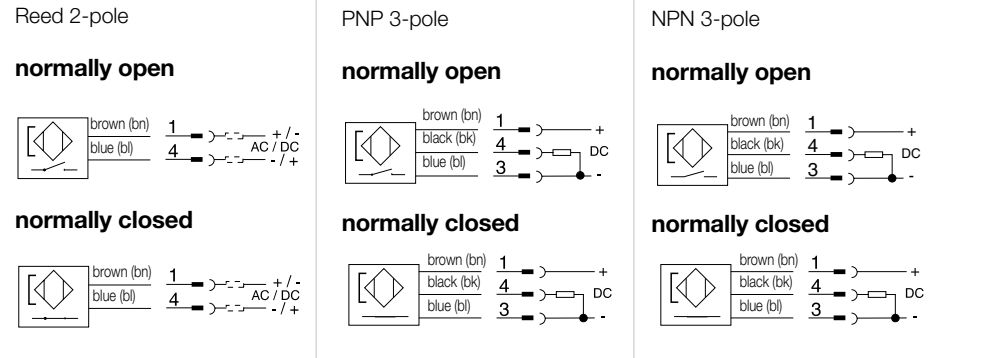 Reed 2-pole
normally open
brown (bn)
1
+ / -
AC / DC
blue (bl)
4
- / +
normally closed
brown (bn)
1
+ / -
AC / DC
blue (bl)
4
- / +
PNP 3-pole
normally open
brown (bn)
1
+
black (bk)
4
DC
blue (bl)
3
-
normally closed
brown (bn)
1
+
black (bk)
4
DC
blue (bl)
3
-
NPN 3-pole
normally open
brown (bn)
1
+
black (bk)
4
DC
blue (bl)
3
-
normally closed
brown (bn)
1
+
black (bk)
4
DC
blue (bl)
3
-